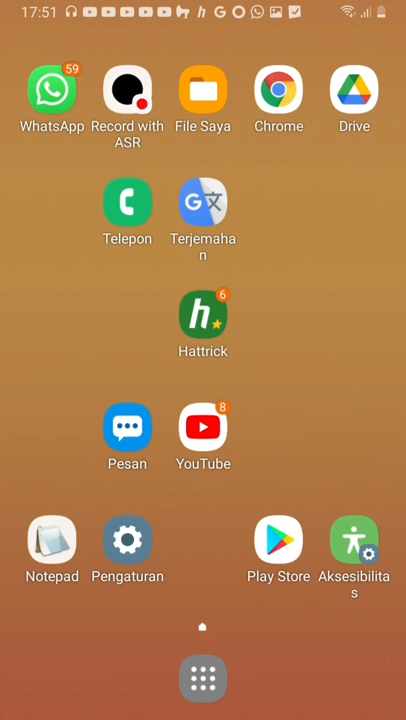 17:51
59
WhatsApp Record with File Saya Chrome Drive
ASR
Telepon Terjemaha
n
6
Hattrick
8
Pesan YouTube
Notepad Pengaturan Play Store Aksesibilita
s